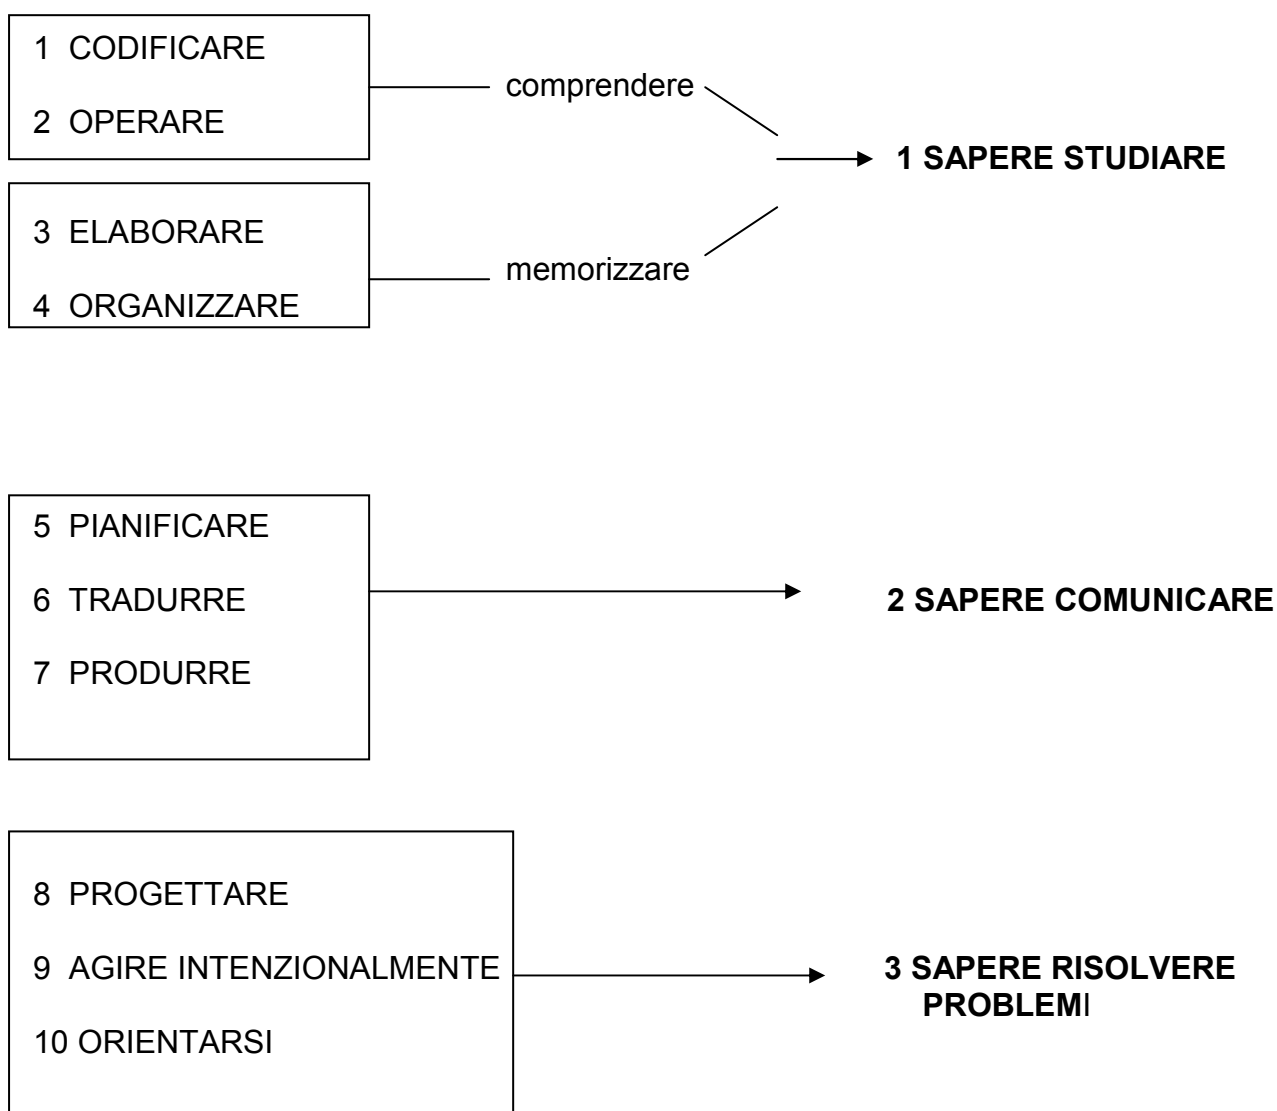 1 CODIFICARE
2 OPERARE
comprendere
3 ELABORARE
4 ORGANIZZARE
memorizzare
1 SAPERE STUDIARE
5 PIANIFICARE
6 TRADURRE
7 PRODURRE
2 SAPERE COMUNICARE
8 PROGETTARE
9 AGIRE INTENZIONALMENTE
10 ORIENTARSI
3 SAPERE RISOLVERE
PROBLEMI